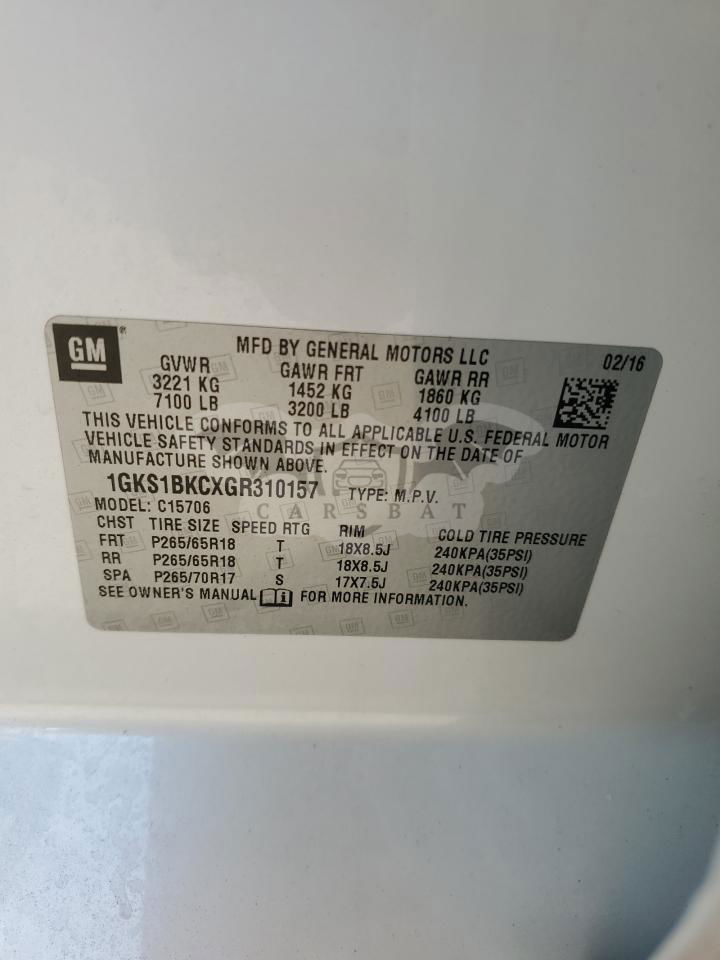 GM
MFD BY GENERAL MOTORS LLC 02/16
GVWR GAWR FRT GAWR RR
3221 KG 1452 KG 1860 KG
7100 LB 3200 LB 4100 LB
THIS VEHICLE CONFORMS TO ALL APPLICABLE U.S. FEDERAL MOTOR
VEHICLE SAFETY STANDARDS IN EFFECT ON THE DATE OF
MANUFACTURE SHOWN ABOVE.
1GKS1BKCXGR310157 TYPE: M.P.V.
CARSBAT
MODEL: C15706
CHST TIRE SIZE SPEED RTG RIM COLD TIRE PRESSURE
FRT P265/65R18 T 18X8.5J 240KPA(35PSI)
RR P265/65R18 T 18X8.5J 240KPA(35PSI)
SPA P265/70R17 S 17X7.5J 240KPA(35PSI)
SEE OWNER'S MANUAL FOR MORE INFORMATION.